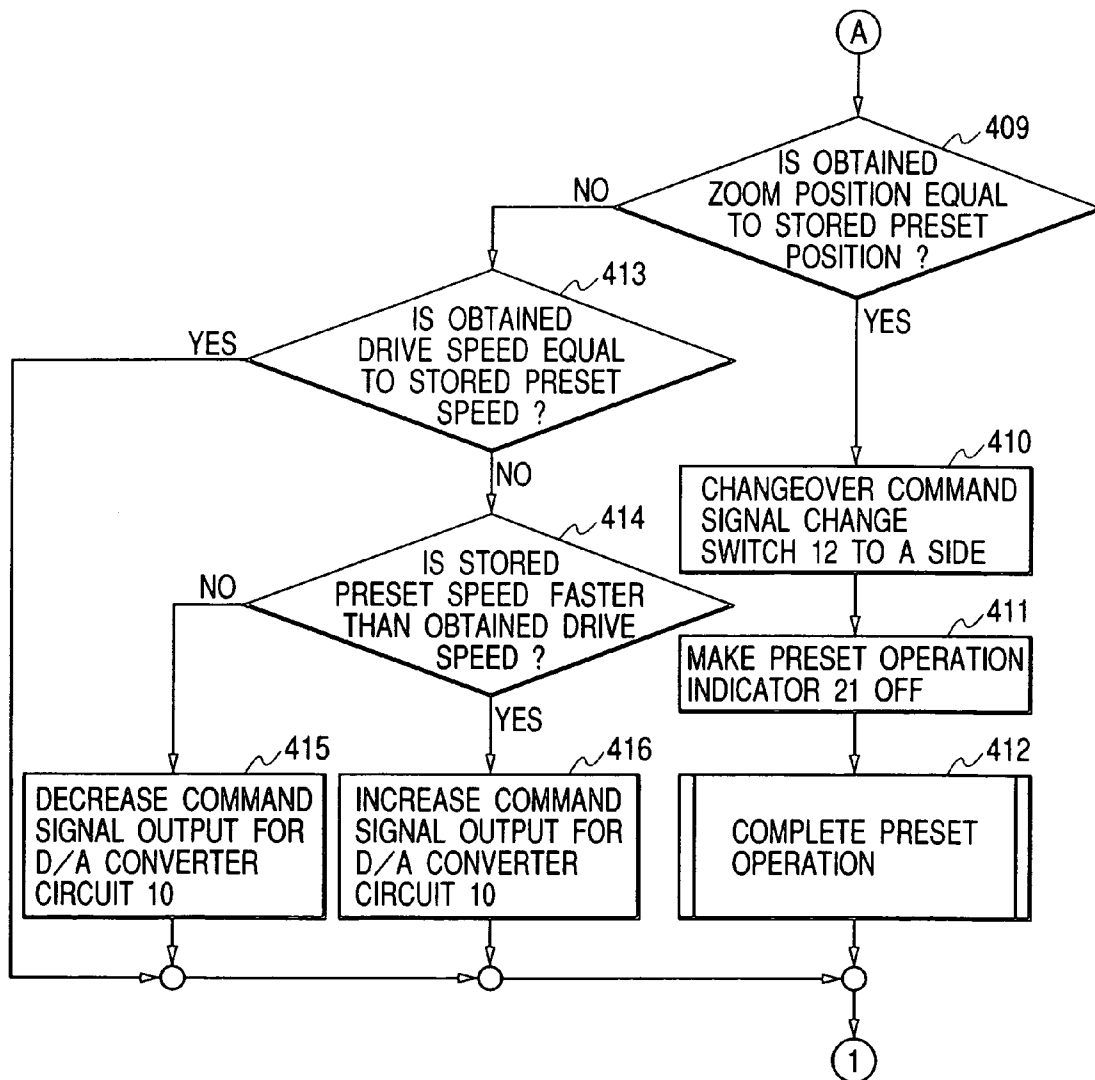 A
409
IS OBTAINED
ZOOM POSITION EQUAL
TO STORED PRESET
POSITION ?
NO
YES
413
IS OBTAINED
DRIVE SPEED EQUAL
TO STORED PRESET
SPEED ?
YES
NO
410
CHANGEOVER COMMAND
SIGNAL CHANGE
SWITCH 12 TO A SIDE
414
IS STORED
PRESET SPEED FASTER
THAN OBTAINED DRIVE
SPEED ?
NO
YES
411
MAKE PRESET OPERATION
INDICATOR 21 OFF
415
DECREASE COMMAND
SIGNAL OUTPUT FOR
D/A CONVERTER
CIRCUIT 10
416
INCREASE COMMAND
SIGNAL OUTPUT FOR
D/A CONVERTER
CIRCUIT 10
412
COMPLETE PRESET
OPERATION
1